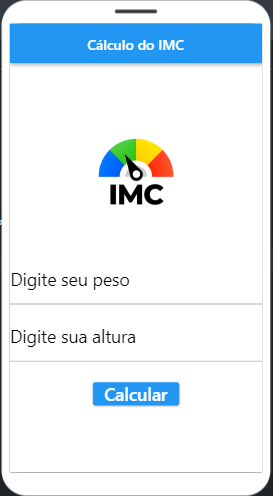 Cálculo do IMC
IMC
Digite seu peso
Digite sua altura
Calcular